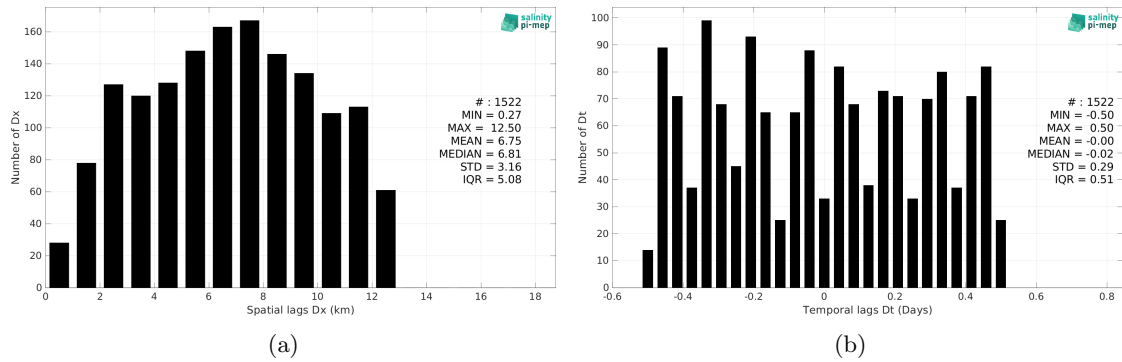 160
140
120
100
80
60
40
20
0
Number of Dx
0 2 4 6 8 10 12 14 16 18
Spatial lags Dx (km)
salinity
pi-mep
# : 1522
MIN = 0.27
MAX = 12.50
MEAN = 6.75
MEDIAN = 6.81
STD = 3.16
IQR = 5.08
(a)
100
90
80
70
60
50
40
30
20
10
0
Number of Dt
-0.6 -0.4 -0.2 0 0.2 0.4 0.6 0.8
Temporal lags Dt (Days)
salinity
pi-mep
# : 1522
MIN = -0.50
MAX = 0.50
MEAN = -0.00
MEDIAN = -0.02
STD = 0.29
IQR = 0.51
(b)